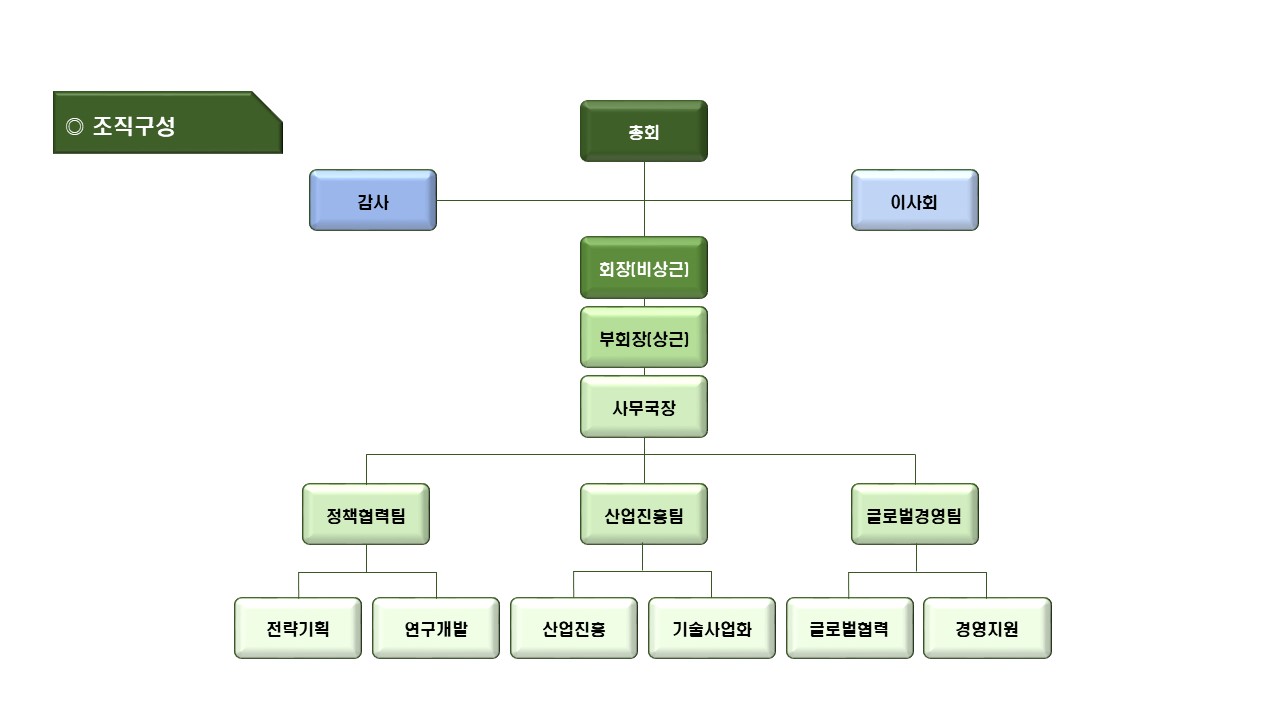 ◎ 조직구성
총회
감사
이사회
회장(비상근)
부회장(상근)
사무국장
정책협력팀
산업진흥팀
글로벌경영팀
전략기획
연구개발
산업진흥
기술사업화
글로벌협력
경영지원